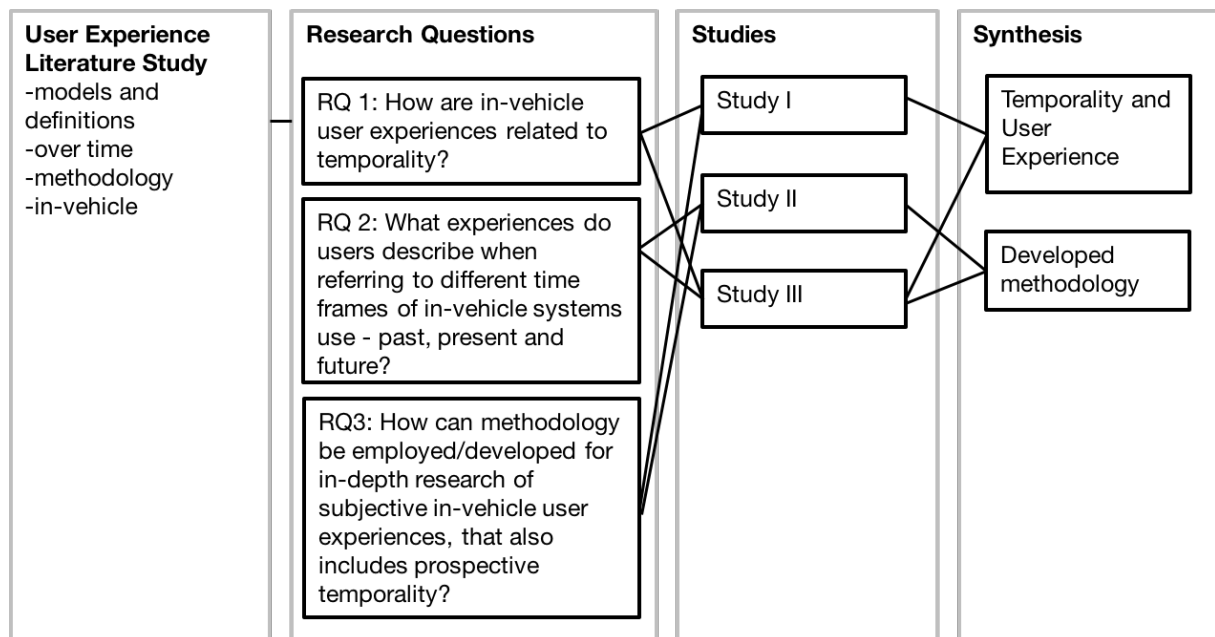 User Experience
Literature Study
-models and
definitions
-over time
-methodology
-in-vehicle
Research Questions
RQ 1: How are in-vehicle
user experiences related to
temporality?
RQ 2: What experiences do
users describe when
referring to different time
frames of in-vehicle systems
use - past, present and
future?
RQ3: How can methodology
be employed/developed for
in-depth research of
subjective in-vehicle user
experiences, that also
includes prospective
temporality?
Studies
Study I
Study II
Study III
Synthesis
Temporality and
User
Experience
Developed
methodology